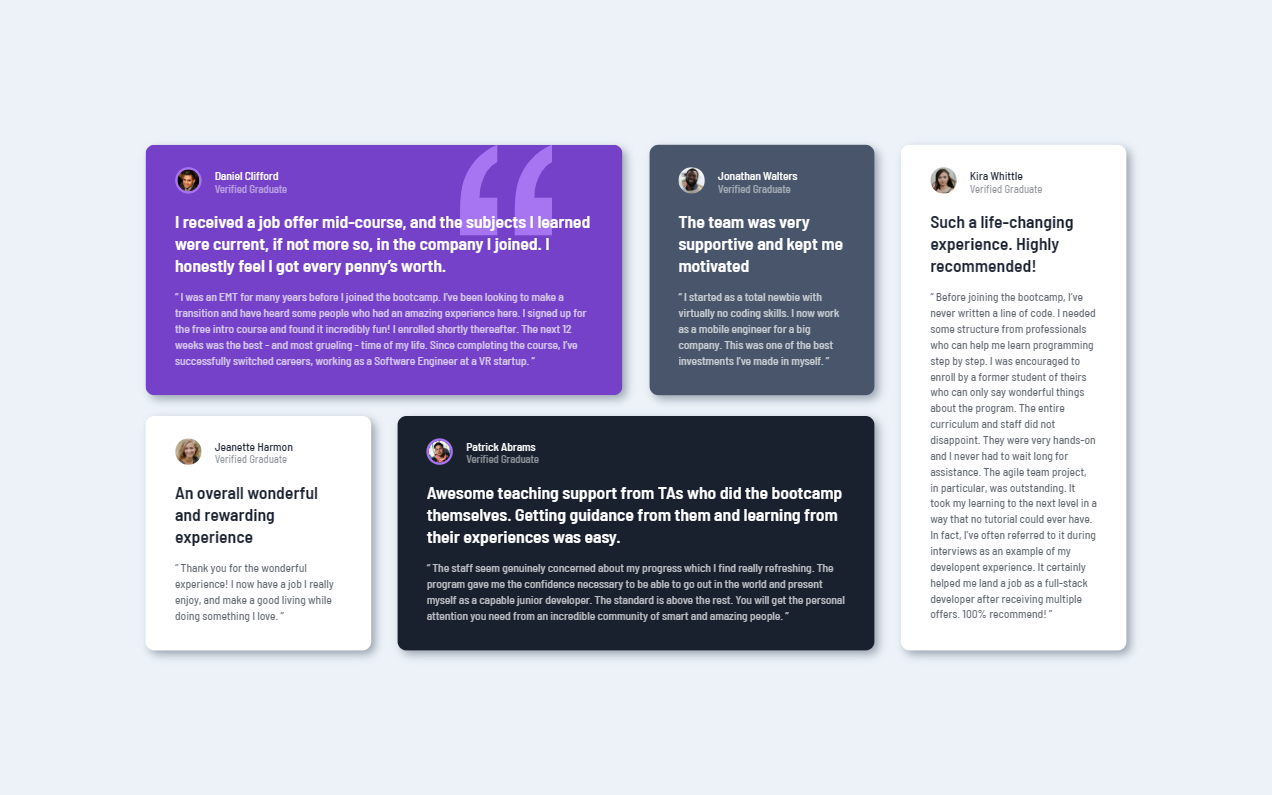 Daniel Clifford
Verified Graduate
I received a job offer mid-course, and the subjects I learned
were current, if not more so, in the company I joined. I
honestly feel I got every penny’s worth.
“ I was an EMT for many years before I joined the bootcamp. I’ve been looking to make a
transition and have heard some people who had an amazing experience here. I signed up for
the free intro course and found it incredibly fun! I enrolled shortly thereafter. The next 12
weeks was the best - and most grueling - time of my life. Since completing the course, I’ve
successfully switched careers, working as a Software Engineer at a VR startup. ”
Jonathan Walters
Verified Graduate
The team was very
supportive and kept me
motivated
“ I started as a total newbie with
virtually no coding skills. I now work
as a mobile engineer for a big
company. This was one of the best
investments I’ve made in myself. ”
Kira Whittle
Verified Graduate
Such a life-changing
experience. Highly
recommended!
“ Before joining the bootcamp, I’ve
never written a line of code. I needed
some structure from professionals
who can help me learn programming
step by step. I was encouraged to
enroll by a former student of theirs
who can only say wonderful things
about the program. The entire
curriculum and staff did not
disappoint. They were very hands-on
and I never had to wait long for
assistance. The agile team project,
in particular, was outstanding. It
took my learning to the next level in a
way that no tutorial could ever have.
In fact, I’ve often referred to it during
interviews as an example of my
developent experience. It certainly
helped me land a job as a full-stack
developer after receiving multiple
offers. 100% recommend! ”
Jeanette Harmon
Verified Graduate
An overall wonderful
and rewarding
experience
“ Thank you for the wonderful
experience! I now have a job I really
enjoy, and make a good living while
doing something I love. ”
Patrick Abrams
Verified Graduate
Awesome teaching support from TAs who did the bootcamp
themselves. Getting guidance from them and learning from
their experiences was easy.
“ The staff seem genuinely concerned about my progress which I find really refreshing. The
program gave me the confidence necessary to be able to go out in the world and present
myself as a capable junior developer. The standard is above the rest. You will get the personal
attention you need from an incredible community of smart and amazing people. ”